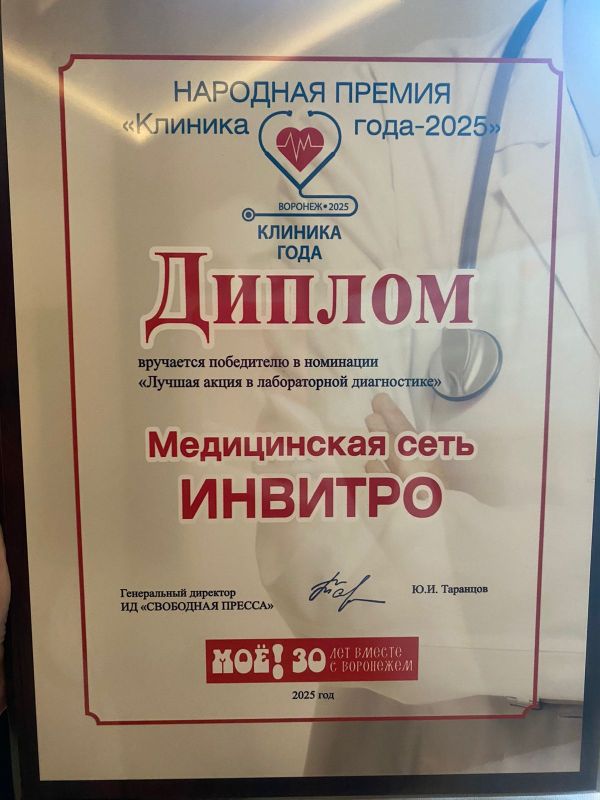 НАРОДНАЯ ПРЕМИЯ
«Клиника года-2025»
ВОРОНЕЖ•2025
КЛИНИКА
ГОДА
Диплом
вручается победителю в номинации
«Лучшая акция в лабораторной диагностике»
Медицинская сеть
ИНВИТРО
Генеральный директор
ИД «СВОБОДНАЯ ПРЕССА»
Ю.И. Таранцов
МОЁ! 30 ЛЕТ ВМЕСТЕ
С ВОРОНЕЖЕМ
2025 год